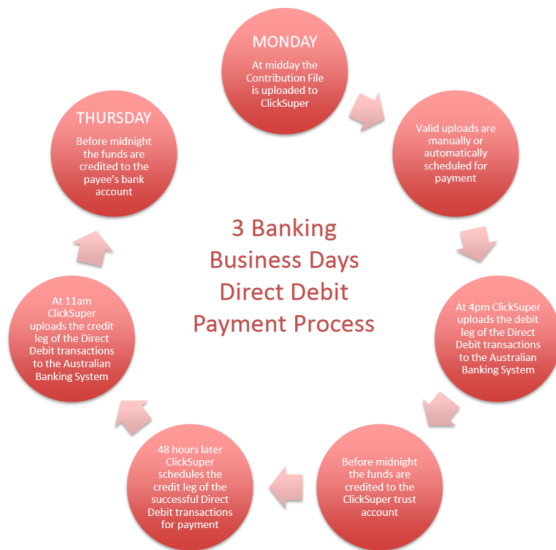 MONDAY
At midday the
Contribution File
is uploaded to
ClickSuper
Valid uploads are
manually or
automatically
scheduled for
payment
At 4pm ClickSuper
uploads the debit
leg of the Direct
Debit transactions
to the Australian
Banking System
Before midnight
the funds are
credited to the
ClickSuper trust
account
48 hours later
ClickSuper
schedules the
credit leg of the
successful Direct
Debit transactions
for payment
At 11am
ClickSuper
uploads the credit
leg of the Direct
Debit transactions
to the Australian
Banking System
THURSDAY
Before midnight
the funds are
credited to the
payee's bank
account
3 Banking
Business Days
Direct Debit
Payment Process